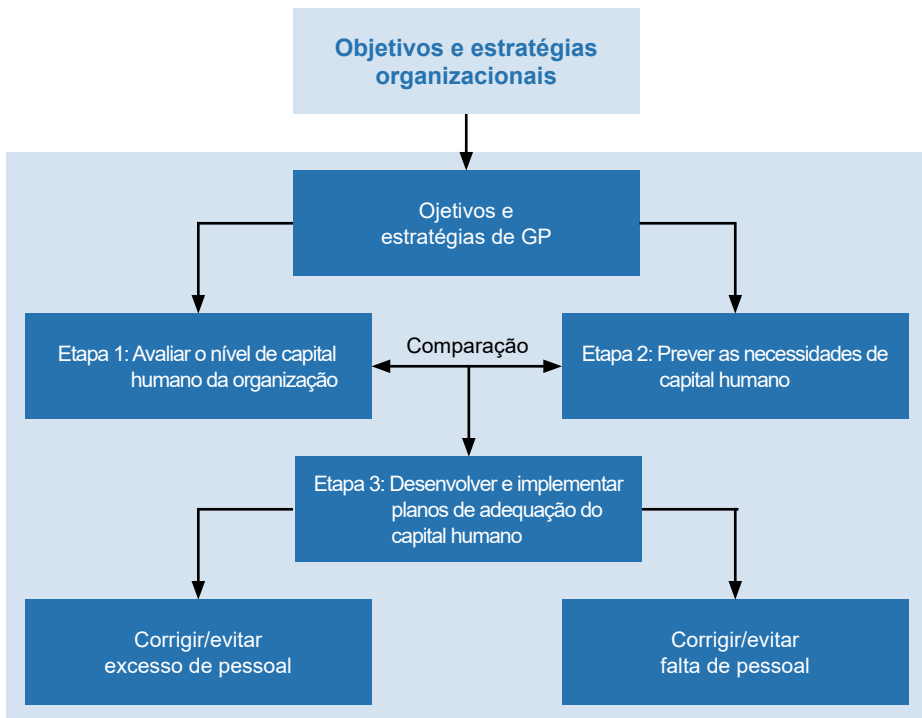 Objetivos e estratégias
organizacionais
Ojetivos e
estratégias de GP
Etapa 1: Avaliar o nível de capital
humano da organização
Comparação
Etapa 2: Prever as necessidades de
capital humano
Etapa 3: Desenvolver e implementar
planos de adequação do
capital humano
Corrigir/evitar
excesso de pessoal
Corrigir/evitar
falta de pessoal